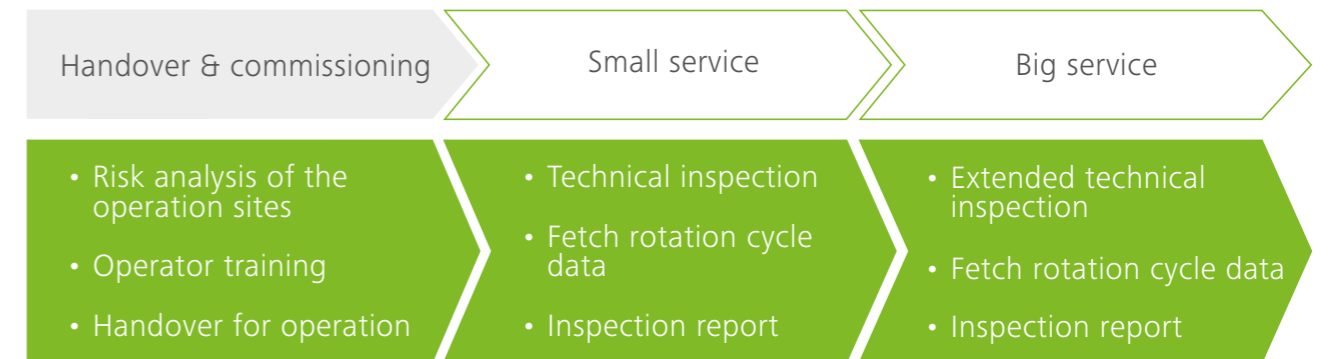 Handover & commissioning
Small service
Big service
• Risk analysis of the
operation sites
• Operator training
• Handover for operation
• Technical inspection
• Fetch rotation cycle
data
• Inspection report
• Extended technical
inspection
• Fetch rotation cycle data
• Inspection report